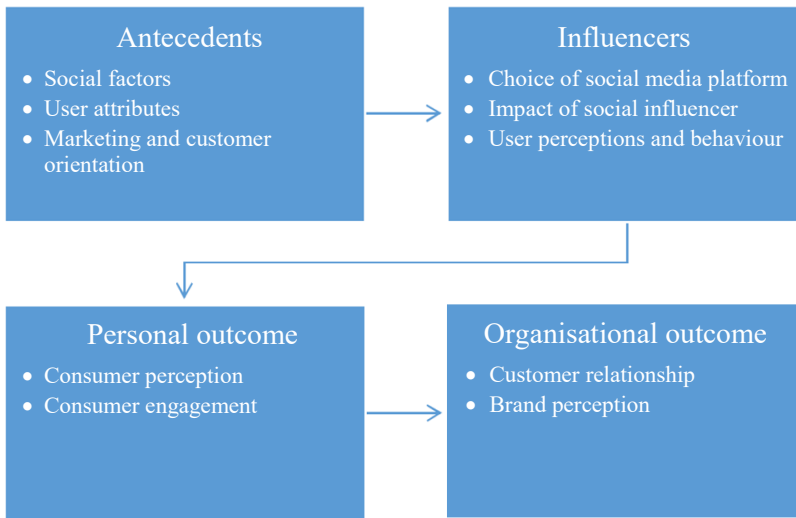 Antecedents
• Social factors
• User attributes
• Marketing and customer
orientation
Influencers
• Choice of social media platform
• Impact of social influencer
• User perceptions and behaviour
Personal outcome
• Consumer perception
• Consumer engagement
Organisational outcome
• Customer relationship
• Brand perception